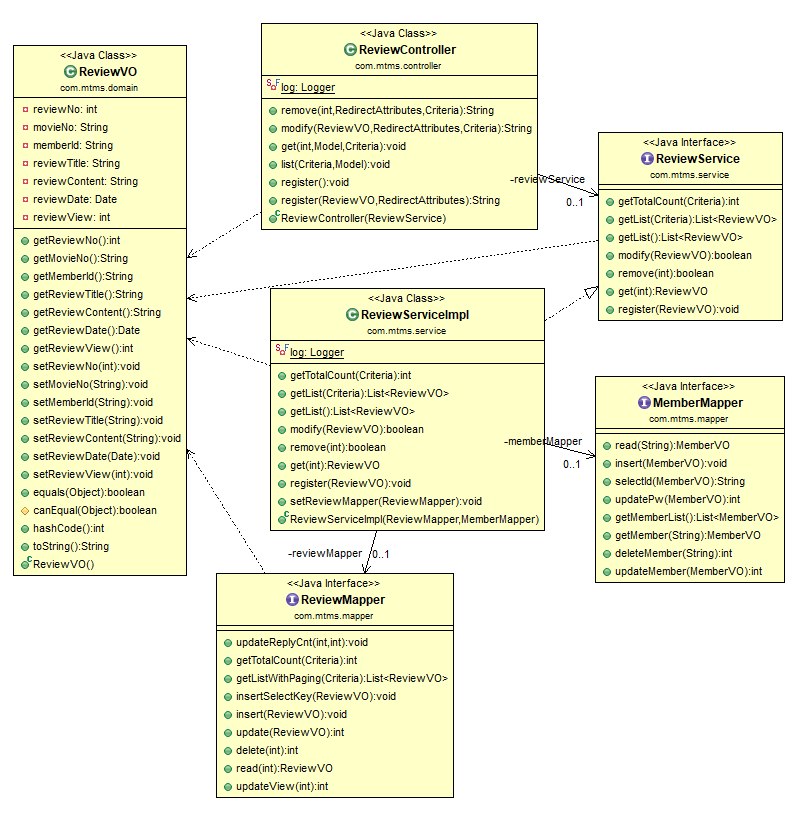 <<Java Class>>
ReviewVO
com.mtms.domain
reviewNo: int
movieNo: String
memberId: String
reviewTitle: String
reviewContent: String
reviewDate: Date
reviewView: int
getReviewNo():int
getMovieNo():String
getMemberId():String
getReviewTitle():String
getReviewContent():String
getReviewDate():Date
getReviewView():int
setReviewNo(int):void
setMovieNo(String):void
setMemberId(String):void
setReviewTitle(String):void
setReviewContent(String):void
setReviewDate(Date):void
setReviewView(int):void
equals(Object):boolean
canEqual(Object):boolean
hashCode():int
toString():String
ReviewVO()
<<Java Class>>
ReviewController
com.mtms.controller
log: Logger
remove(int,RedirectAttributes,Criteria):String
modify(ReviewVO,RedirectAttributes,Criteria):String
get(int,Model,Criteria):void
list(Criteria,Model):void
register():void
register(ReviewVO,RedirectAttributes):String
ReviewController(ReviewService)
-reviewService
0..1
<<Java Interface>>
ReviewService
com.mtms.service
getTotalCount(Criteria):int
getList(Criteria):List<ReviewVO>
getList():List<ReviewVO>
modify(ReviewVO):boolean
remove(int):boolean
get(int):ReviewVO
register(ReviewVO):void
<<Java Class>>
ReviewServiceImpl
com.mtms.service
log: Logger
getTotalCount(Criteria):int
getList(Criteria):List<ReviewVO>
getList():List<ReviewVO>
modify(ReviewVO):boolean
remove(int):boolean
get(int):ReviewVO
register(ReviewVO):void
setReviewMapper(ReviewMapper):void
ReviewServiceImpl(ReviewMapper,MemberMapper)
-memberMapper
0..1
<<Java Interface>>
MemberMapper
com.mtms.mapper
read(String):MemberVO
insert(MemberVO):void
selectId(MemberVO):String
updatePw(MemberVO):int
getMemberList():List<MemberVO>
getMember(String):MemberVO
deleteMember(String):int
updateMember(MemberVO):int
-reviewMapper
0..1
<<Java Interface>>
ReviewMapper
com.mtms.mapper
updateReplyCnt(int,int):void
getTotalCount(Criteria):int
getListWithPaging(Criteria):List<ReviewVO>
insertSelectKey(ReviewVO):void
insert(ReviewVO):void
update(ReviewVO):int
delete(int):int
read(int):ReviewVO
updateView(int):int